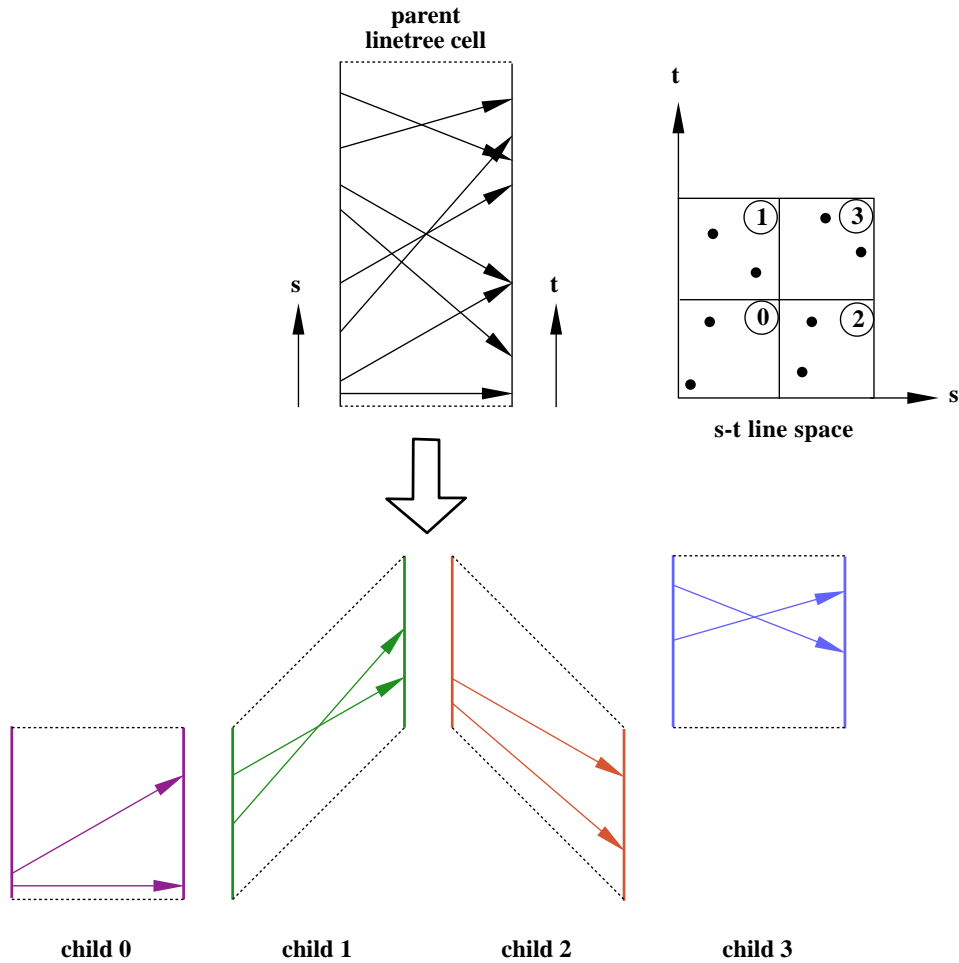 parent
linetree cell
t
1
3
s
t
0
2
s
s-t line space
child 0
child 1
child 2
child 3